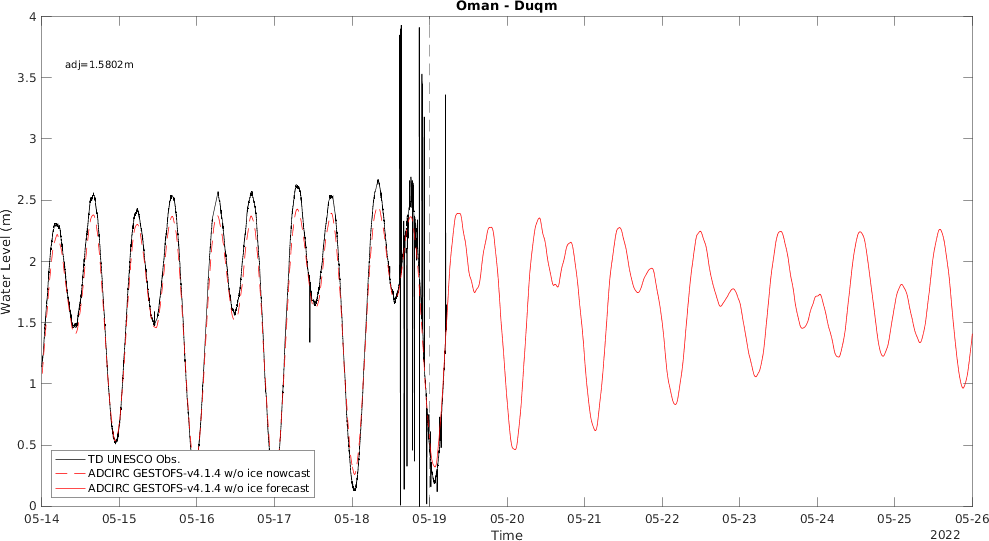 Oman - Duqm
adj=1.5802m
Water Level (m)
4
3.5
3
2.5
2
1.5
1
0.5
0
TD UNESCO Obs.
ADCIRC GESTOFS-v4.1.4 w/o ice nowcast
ADCIRC GESTOFS-v4.1.4 w/o ice forecast
05-14 05-15 05-16 05-17 05-18 05-19 05-20 05-21 05-22 05-23 05-24 05-25 05-26
Time
2022